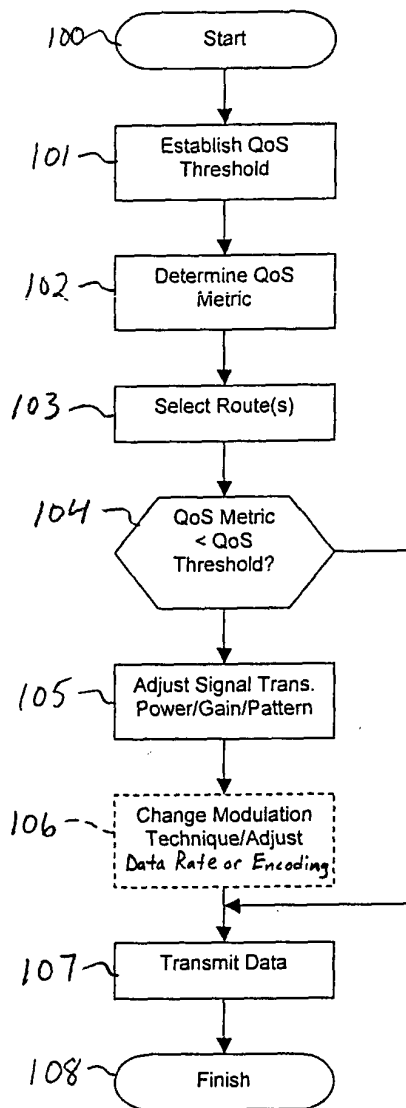 100
Start
101
Establish QoS
Threshold
102
Determine QoS
Metric
103
Select Route(s)
104
QoS Metric
< QoS
Threshold?
105
Adjust Signal Trans.
Power/Gain/Pattern
106
Change Modulation
Technique/Adjust
Data Rate or Encoding
107
Transmit Data
108
Finish